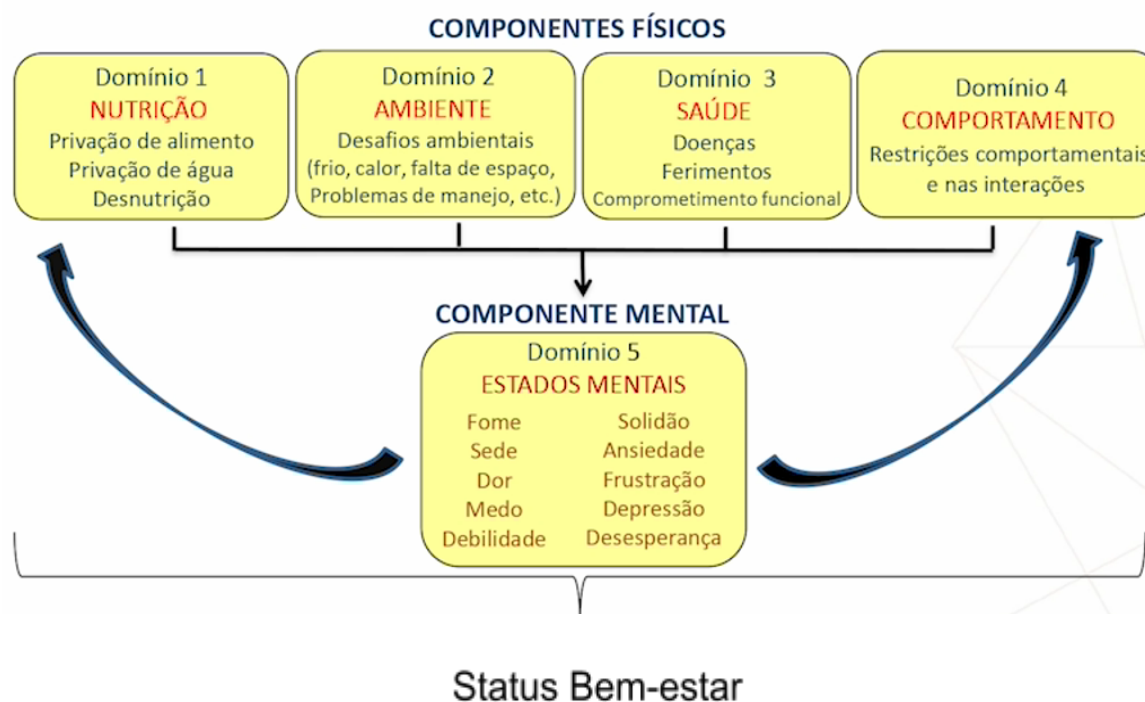 COMPONENTES FÍSICOS
Domínio 1
NUTRIÇÃO
Privação de alimento
Privação de água
Desnutrição
Domínio 2
AMBIENTE
Desafios ambientais
(frio, calor, falta de espaço,
Problemas de manejo, etc.)
Domínio 3
SAÚDE
Doenças
Ferimentos
Comprometimento funcional
Domínio 4
COMPORTAMENTO
Restrições comportamentais
e nas interações
COMPONENTE MENTAL
Domínio 5
ESTADOS MENTAIS
Fome
Sede
Dor
Medo
Debilidade
Solidão
Ansiedade
Frustração
Depressão
Desesperança
Status Bem-estar